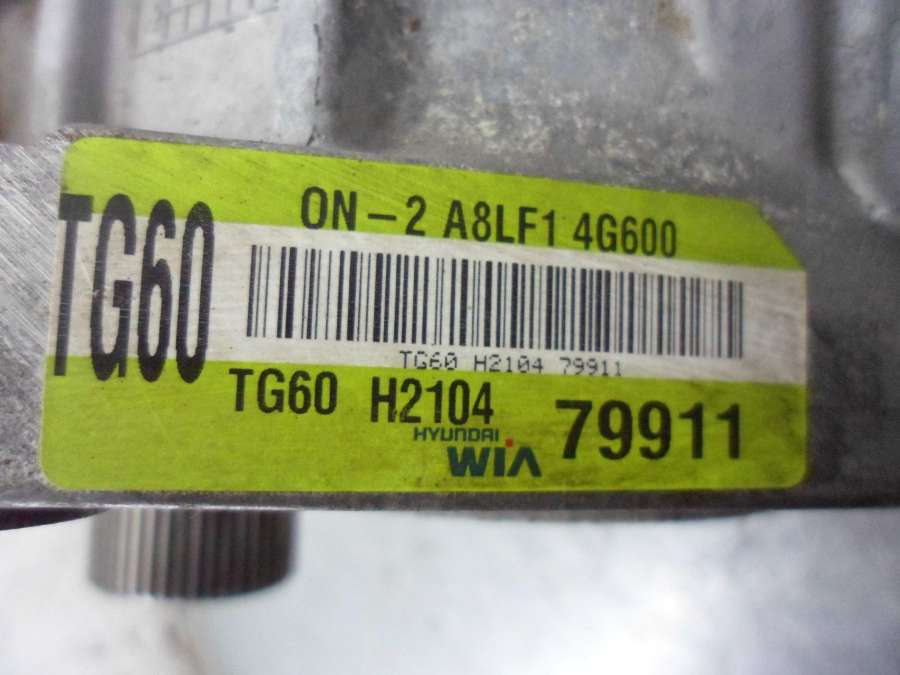 TG60
ON-2 A8LF1 4G600
TG60 H2104 79911
TG60 H2104 79911
HYUNDAI
WIA